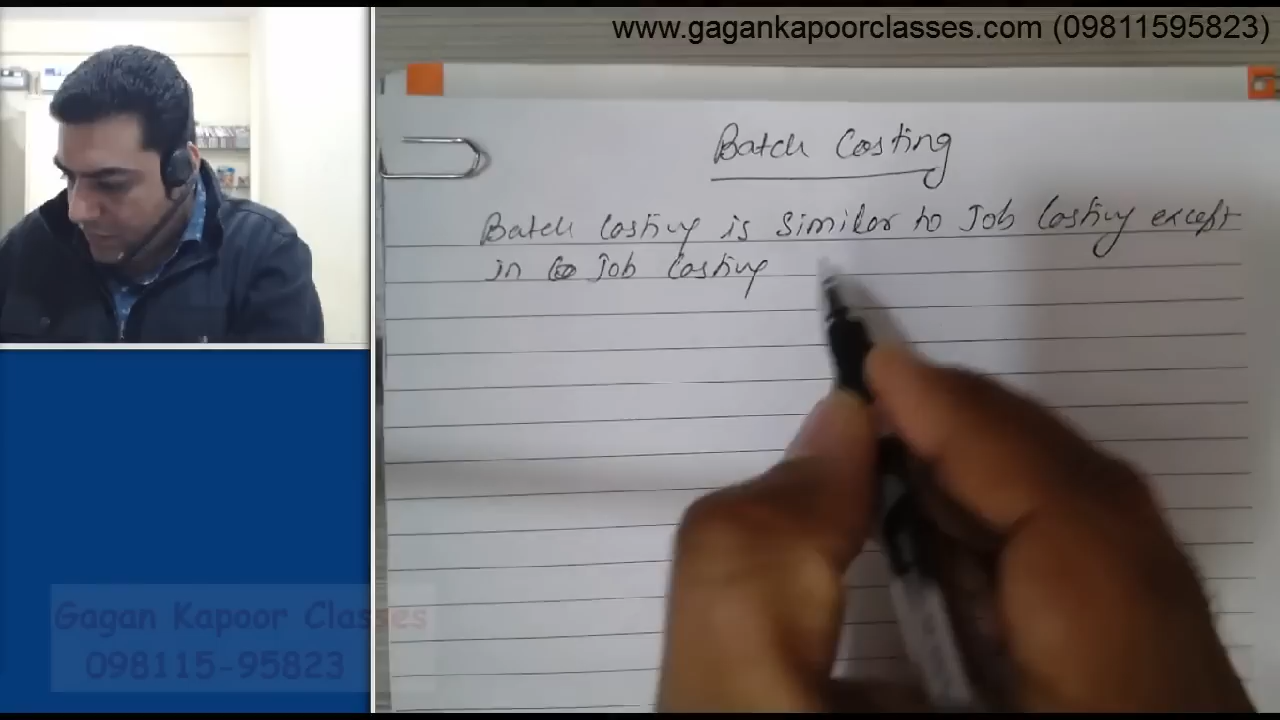 www.gagankapoorclasses.com (09811595823)
Batch Costing
Batch Costing is similar to Job Costing except
in Job Costing
Gagan Kapoor Classes
098115-95823